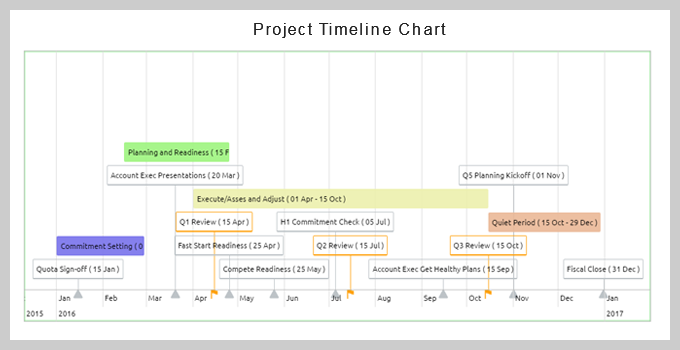 Project Timeline Chart
Planning and Readiness ( 15 F
Account Exec Presentations ( 20 Mar )
Q5 Planning Kickoff ( 01 Nov )
Execute/Asses and Adjust ( 01 Apr - 15 Oct )
Q1 Review ( 15 Apr )
H1 Commitment Check ( 05 Jul )
Quiet Period ( 15 Oct - 29 Dec )
Commitment Setting ( 0
Fast Start Readiness ( 25 Apr )
Q2 Review ( 15 Jul )
Q3 Review ( 15 Oct )
Quota Sign-off ( 15 Jan )
Compete Readiness ( 25 May )
Account Exec Get Healthy Plans ( 15 Sep )
Fiscal Close ( 31 Dec )
Jan Feb Mar Apr May Jun Jul Aug Sep Oct Nov Dec Jan
2015 2016 2017